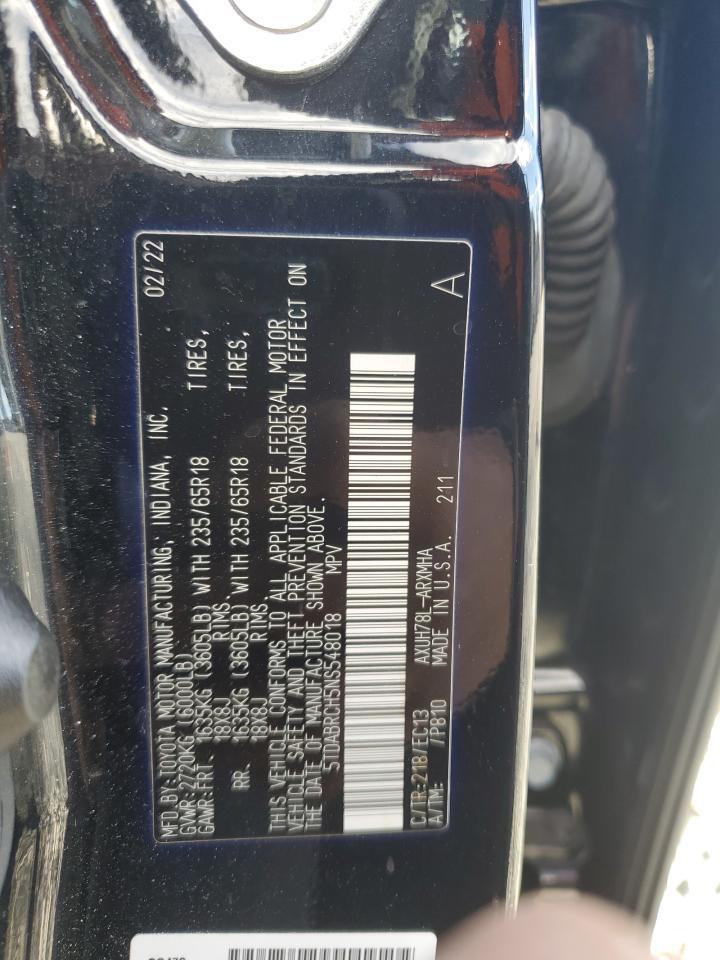 MFD.BY:TOYOTA MOTOR MANUFACTURING, INDIANA, INC. 02/22
GVWR:2720KG (6000LB)
GAWR:FRT. 1635KG (3605LB) WITH 235/65R18 TIRES,
18X8J RIMS
RR. 1635KG (3605LB) WITH 235/65R18 TIRES,
18X8J RIMS
THIS VEHICLE CONFORMS TO ALL APPLICABLE FEDERAL MOTOR
VEHICLE SAFETY AND THEFT PREVENTION STANDARDS IN EFFECT ON
THE DATE OF MANUFACTURE SHOWN ABOVE.
5TDABRCH5NS548018 MPV
C/TR:218/EC13 AXUH78L-ARXMHA
A/TM: /P810 MADE IN U.S.A. 211 A